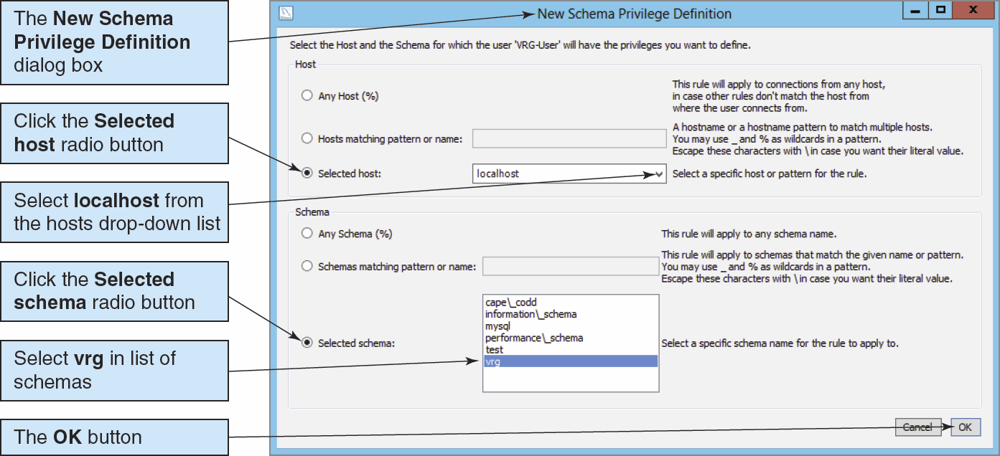 The New Schema
Privilege Definition
dialog box
Click the Selected
host radio button
Select localhost from
the hosts drop-down list
Click the Selected
schema radio button
Select vrg in list of
schemas
The OK button
New Schema Privilege Definition
Select the Host and the Schema for which the user 'VRG-User' will have the privileges you want to define.
Host
Any Host (%)
This rule will apply to connections from any host,
in case other rules don't match the host from
where the user connects from.
Hosts matching pattern or name:
A hostname or a hostname pattern to match multiple hosts.
You may use _ and % as wildcards in a pattern.
Escape these characters with \ in case you want their literal value.
Selected host:
localhost
Select a specific host or pattern for the rule.
Schema
Any Schema (%)
This rule will apply to any schema name.
Schemas matching pattern or name:
This rule will apply to schemas that match the given name or pattern.
You may use _ and % as wildcards in a pattern.
Escape these characters with \ in case you want their literal value.
Selected schema:
cape\_codd
information\_schema
mysql
performance\_schema
test
vrg
Select a specific schema name for the rule to apply to.
Cancel
OK